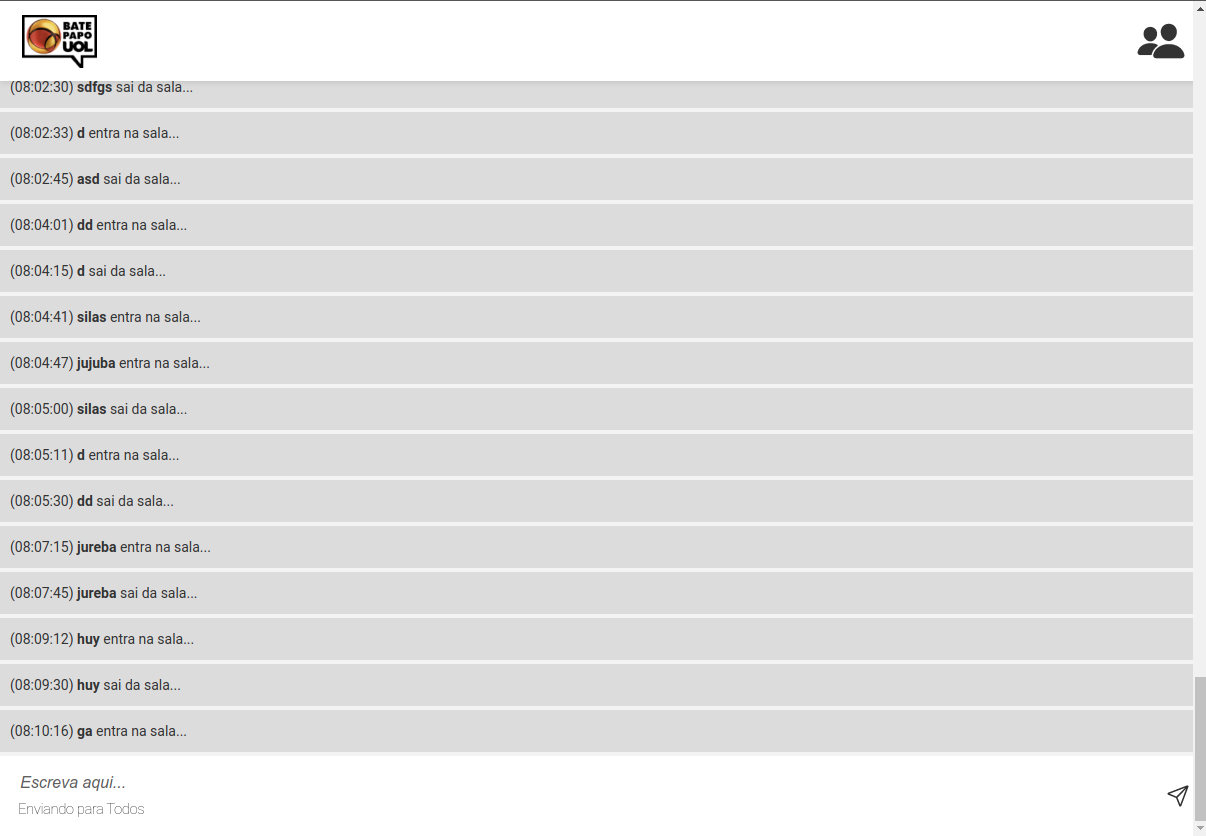 BATE
PAPO
UOL
(08:02:30) sdfgs sai da sala...
(08:02:33) d entra na sala...
(08:02:45) asd sai da sala...
(08:04:01) dd entra na sala...
(08:04:15) d sai da sala...
(08:04:41) silas entra na sala...
(08:04:47) jujuba entra na sala...
(08:05:00) silas sai da sala...
(08:05:11) d entra na sala...
(08:05:30) dd sai da sala...
(08:07:15) jureba entra na sala...
(08:07:45) jureba sai da sala...
(08:09:12) huy entra na sala...
(08:09:30) huy sai da sala...
(08:10:16) ga entra na sala...
Escreva aqui...
Enviando para Todos